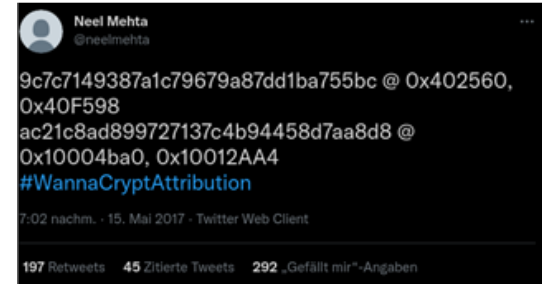 Neel Mehta
@neelmehta
9c7c7149387a1c79679a87dd1ba755bc @ 0x402560,
0x40F598
ac21c8ad899727137c4b94458d7aa8d8 @
0x10004ba0, 0x10012AA4
#WannaCryptAttribution
7:02 nachm. · 15. Mai 2017 · Twitter Web Client
197 Retweets 45 Zitierte Tweets 292 „Gefällt mir“-Angaben